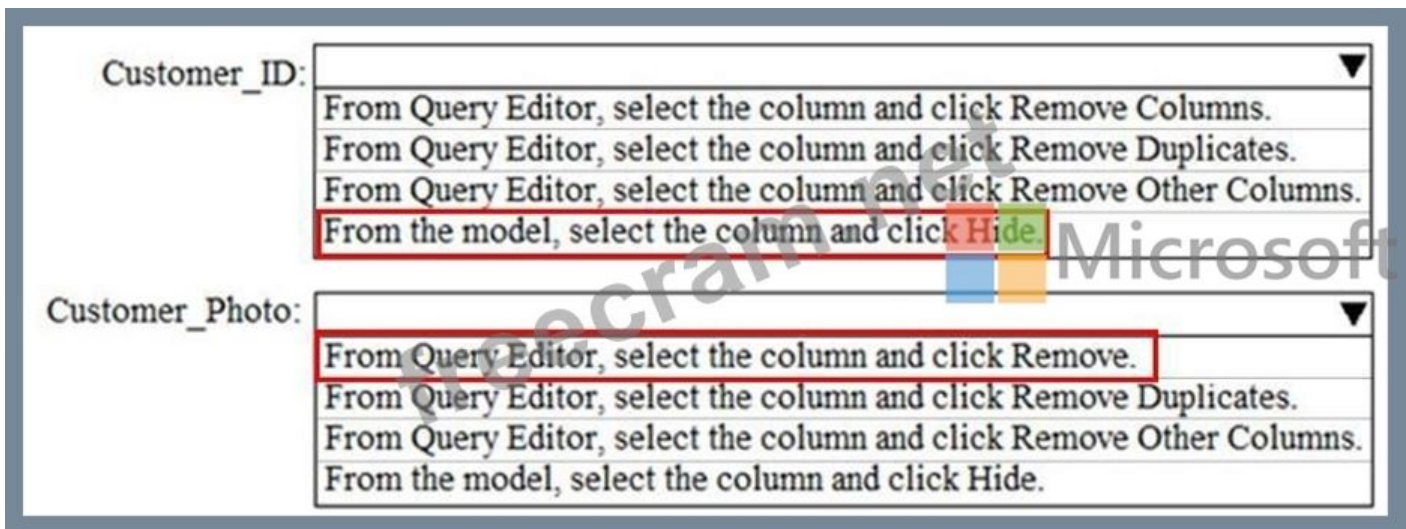 Customer_ID:
From Query Editor, select the column and click Remove Columns.
From Query Editor, select the column and click Remove Duplicates.
From Query Editor, select the column and click Remove Other Columns.
From the model, select the column and click Hide.
Microsoft
freecram.net
Customer_Photo:
From Query Editor, select the column and click Remove.
From Query Editor, select the column and click Remove Duplicates.
From Query Editor, select the column and click Remove Other Columns.
From the model, select the column and click Hide.